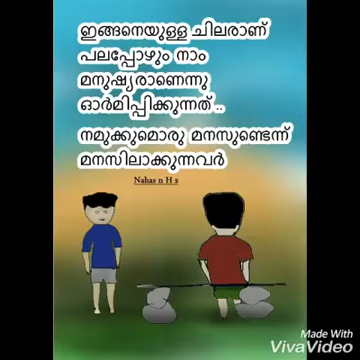 ഇങ്ങനെയുള്ള ചിലരാണ്
പലപ്പോഴും നാം
മനുഷ്യരാണെന്നു
ഓർമിപ്പിക്കുന്നത് ..
നമുക്കുമൊരു മനസുണ്ടെന്ന്
മനസിലാക്കുന്നവർ
Nahas n H s
Made With
VivaVideo